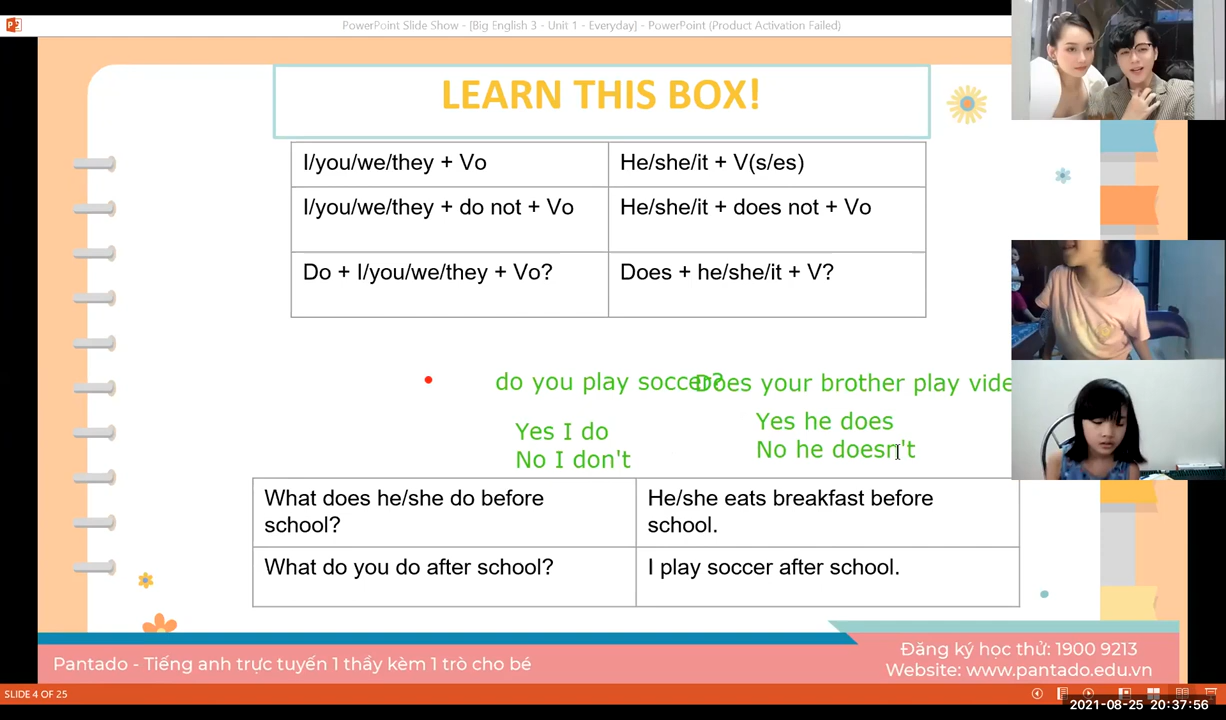 PowerPoint Slide Show - [Big English 3 - Unit 1 - Everyday] - PowerPoint (Product Activation Failed)
LEARN THIS BOX!
I/you/we/they + Vo
He/she/it + V(s/es)
I/you/we/they + do not + Vo
He/she/it + does not + Vo
Do + I/you/we/they + Vo?
Does + he/she/it + V?
do you play soccer?
Does your brother play vide
Yes I do
No I don't
Yes he does
No he doesn't
What does he/she do before
school?
He/she eats breakfast before
school.
What do you do after school?
I play soccer after school.
Pantado - Tiếng anh trực tuyến 1 thầy kèm 1 trò cho bé
Đăng ký học thử: 1900 9213
Website: www.pantado.edu.vn
SLIDE 4 OF 25
2021-08-25 20:37:56